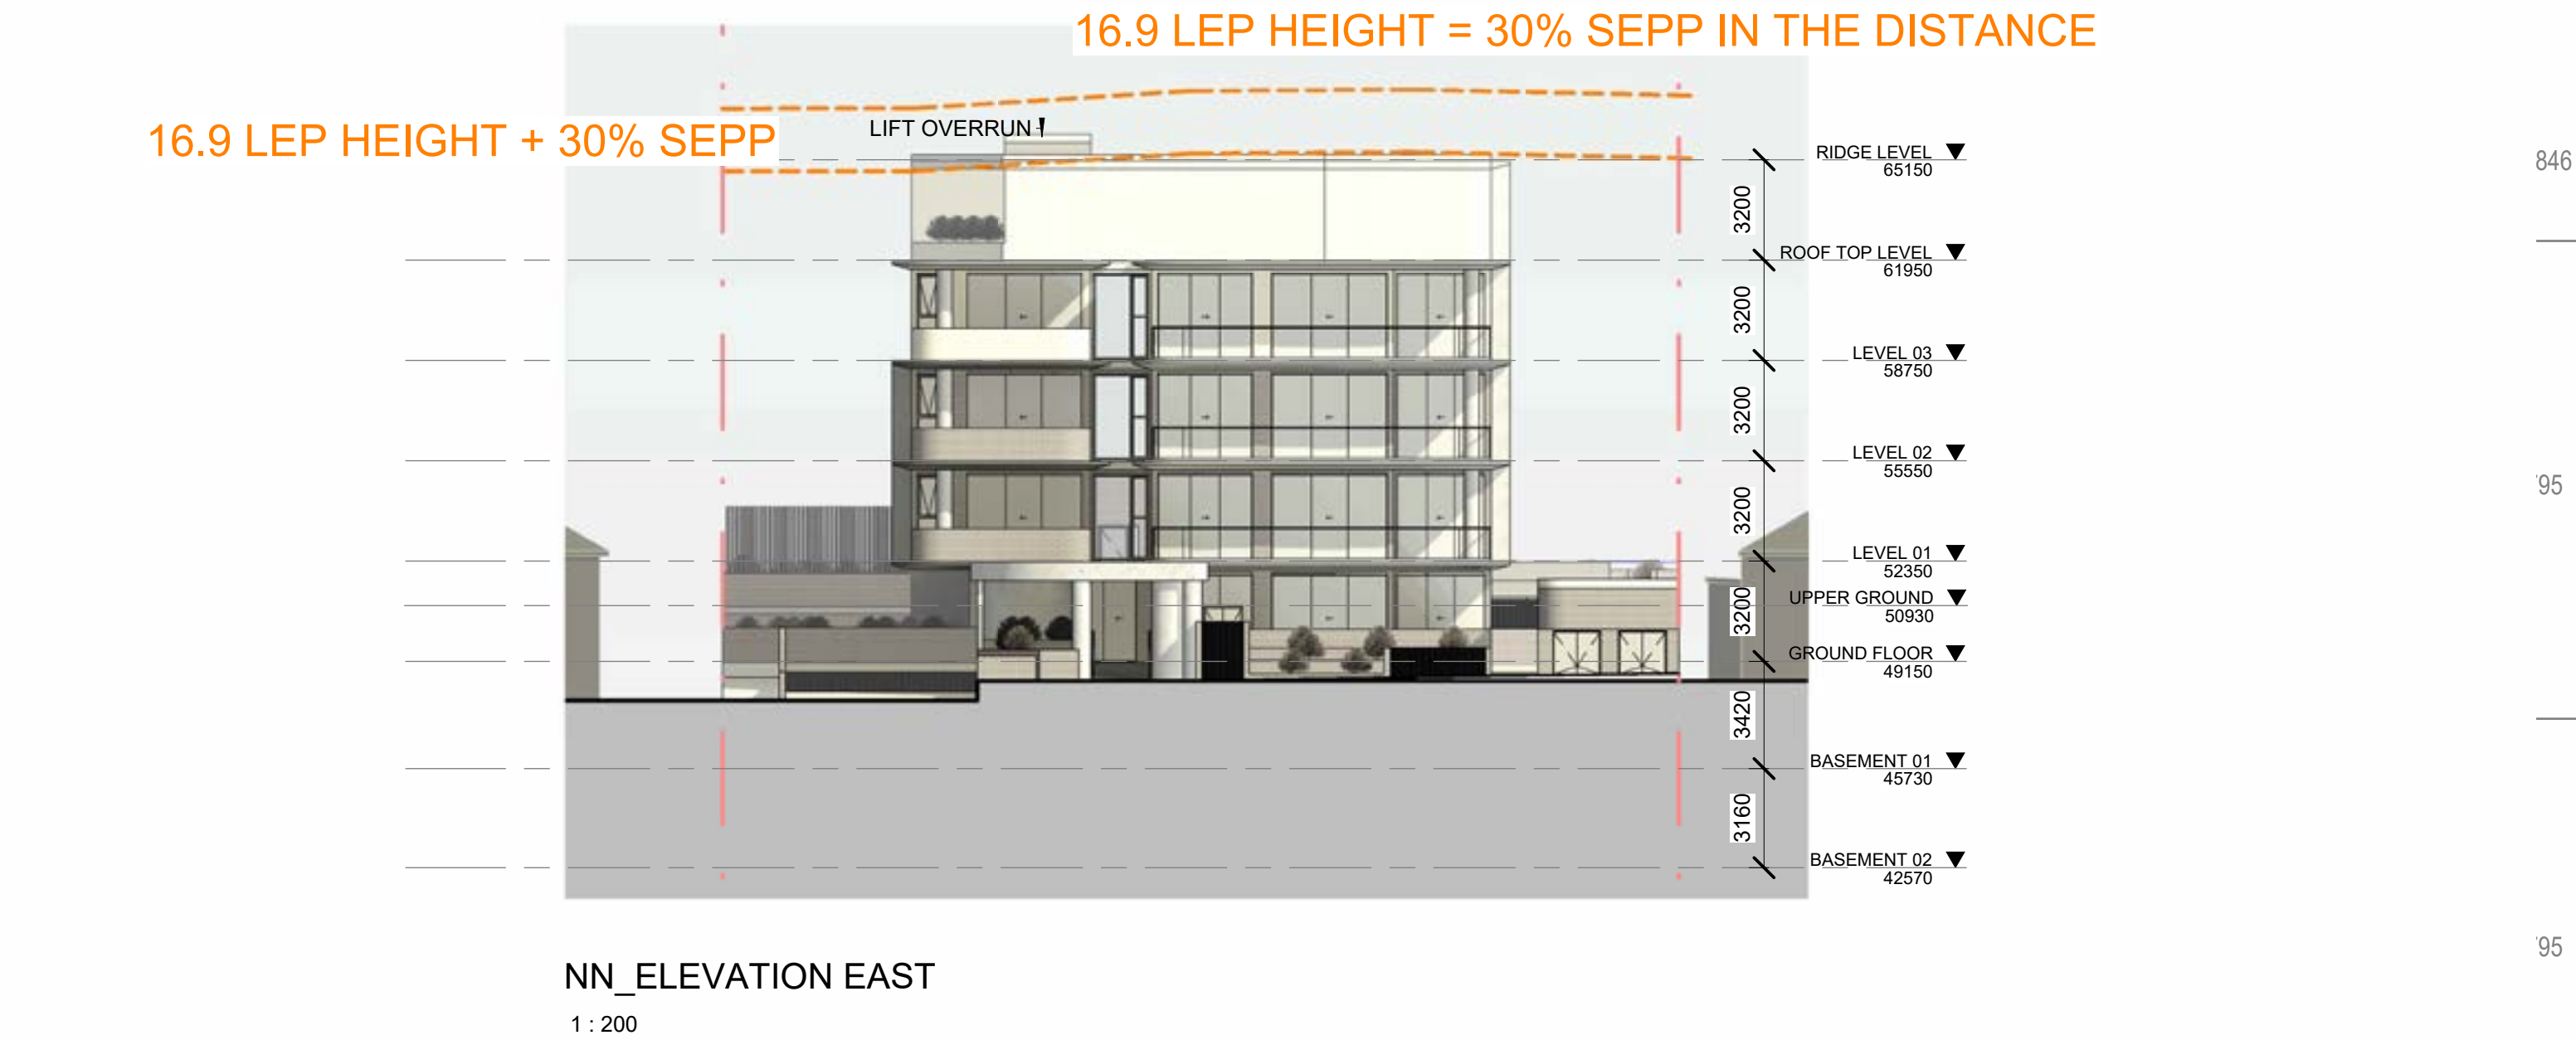 16.9 LEP HEIGHT = 30% SEPP IN THE DISTANCE
16.9 LEP HEIGHT + 30% SEPP
LIFT OVERRUN
RIDGE LEVEL
65150
846
3200
ROOF TOP LEVEL
61950
3200
LEVEL 03
58750
3200
LEVEL 02
55550
'95
3200
LEVEL 01
52350
UPPER GROUND
50930
3200
GROUND FLOOR
49150
3420
BASEMENT 01
45730
3160
BASEMENT 02
42570
'95
NN_ELEVATION EAST
1 : 200